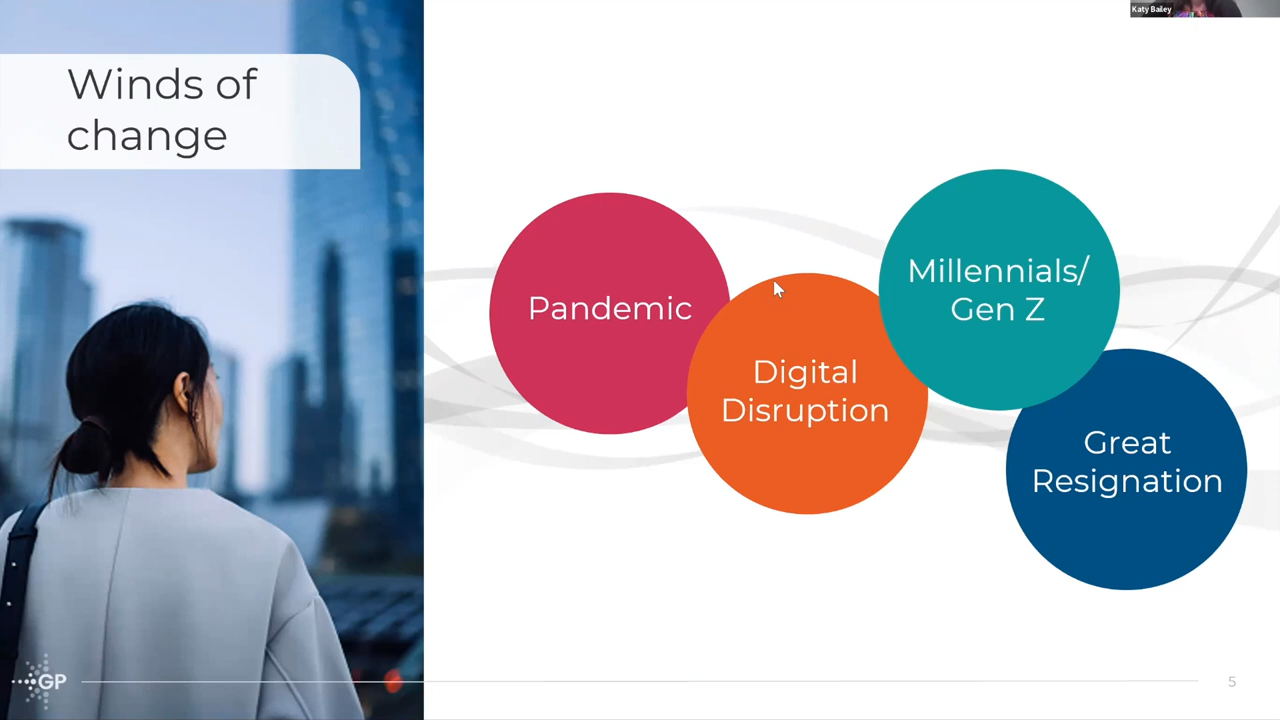 Katy Bailey
Winds of
change
Pandemic
Digital
Disruption
Millennials/
Gen Z
Great
Resignation
GP
5